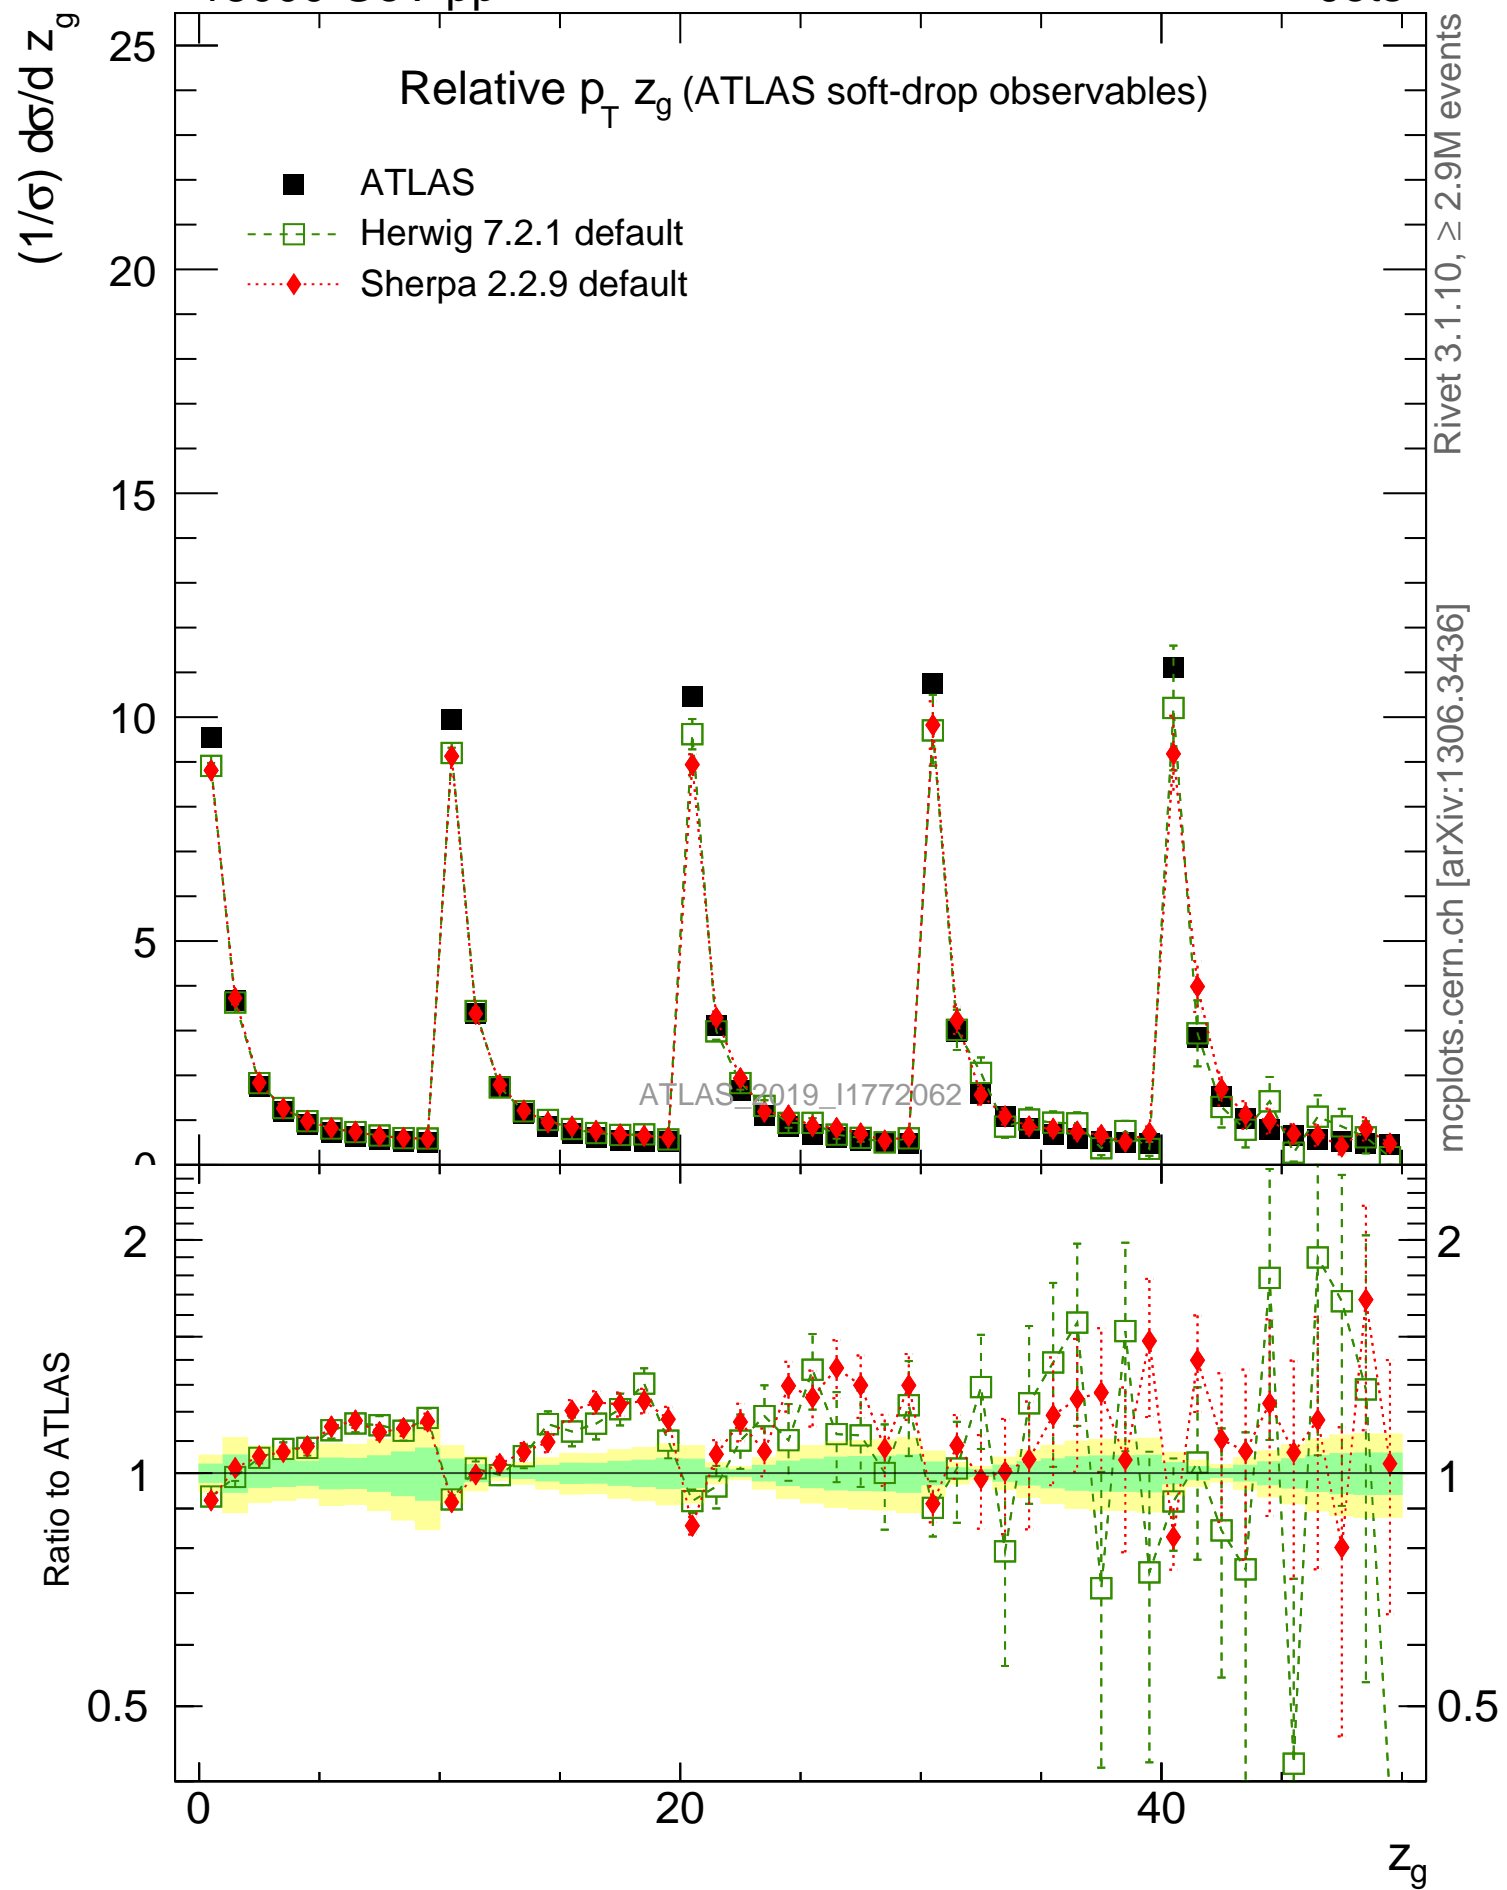 (1/σ) dσ/d z_g
25
20
15
10
5
0
Relative p_T z_g (ATLAS soft-drop observables)
ATLAS
Herwig 7.2.1 default
Sherpa 2.2.9 default
ATLAS_2019_I1772062
Rivet 3.1.10, ≥ 2.9M events
mcplots.cern.ch [arXiv:1306.3436]
Ratio to ATLAS
2
1
0.5
2
1
0.5
0
20
40
z_g